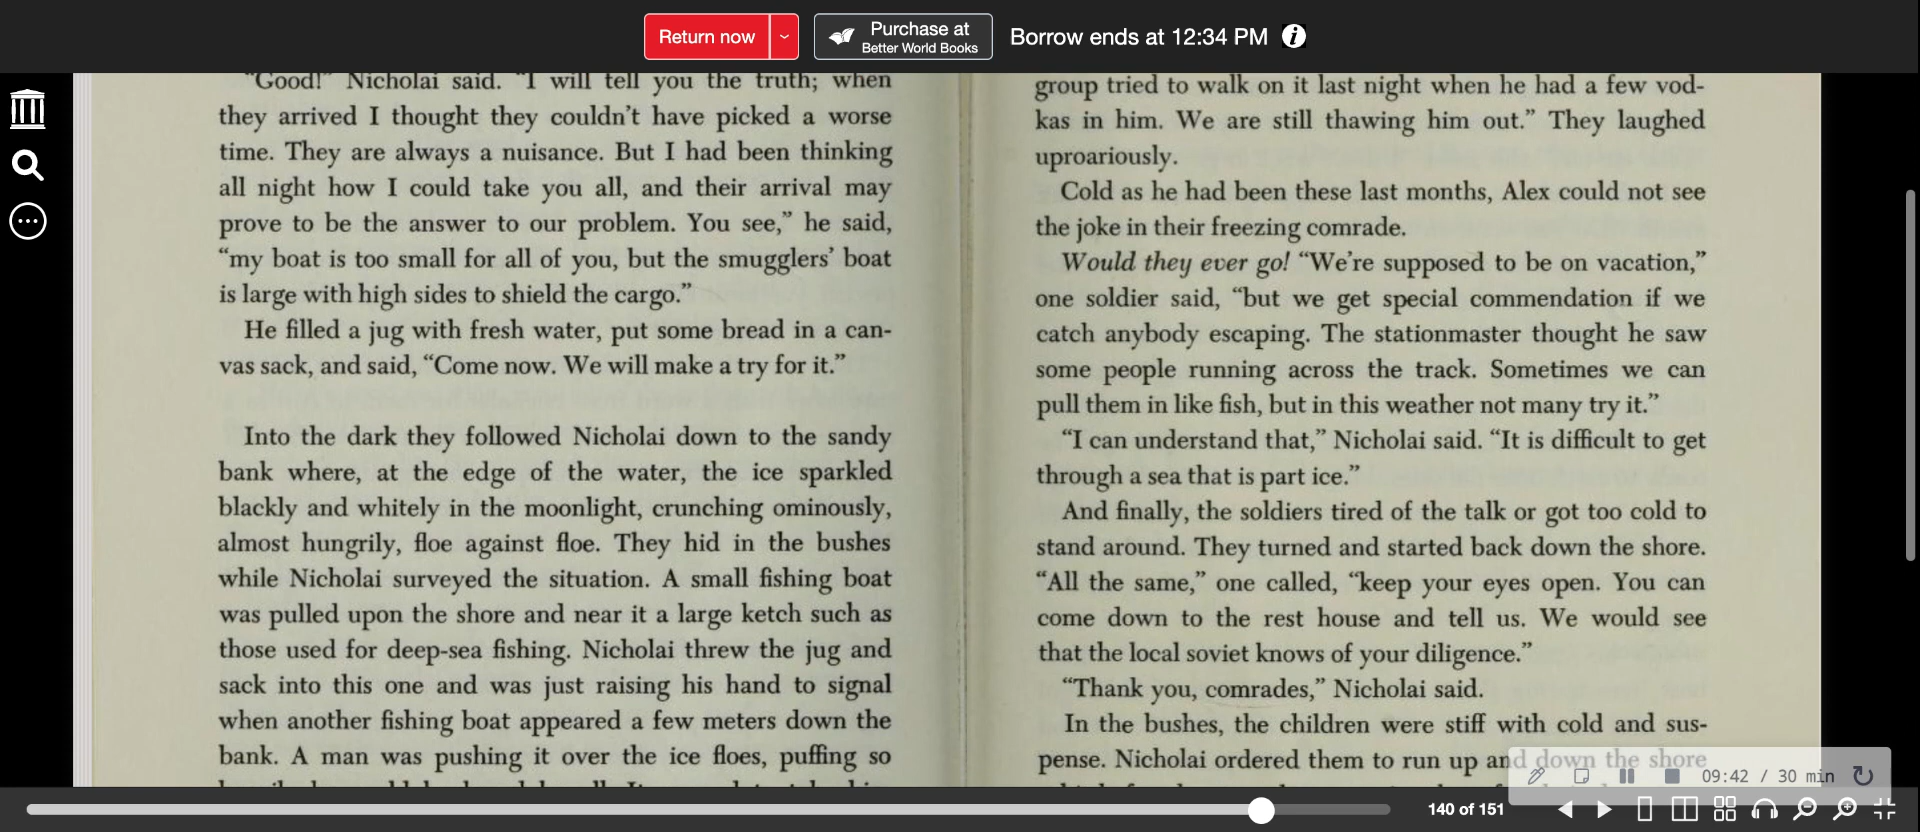 Return now
Purchase at
Better World Books
Borrow ends at 12:34 PM
"Good!" Nicholai said. "I will tell you the truth; when
they arrived I thought they couldn't have picked a worse
time. They are always a nuisance. But I had been thinking
all night how I could take you all, and their arrival may
prove to be the answer to our problem. You see," he said,
"my boat is too small for all of you, but the smugglers' boat
is large with high sides to shield the cargo."
He filled a jug with fresh water, put some bread in a can-
vas sack, and said, "Come now. We will make a try for it."
Into the dark they followed Nicholai down to the sandy
bank where, at the edge of the water, the ice sparkled
blackly and whitely in the moonlight, crunching ominously,
almost hungrily, floe against floe. They hid in the bushes
while Nicholai surveyed the situation. A small fishing boat
was pulled upon the shore and near it a large ketch such as
those used for deep-sea fishing. Nicholai threw the jug and
sack into this one and was just raising his hand to signal
when another fishing boat appeared a few meters down the
bank. A man was pushing it over the ice floes, puffing so
group tried to walk on it last night when he had a few vod-
kas in him. We are still thawing him out." They laughed
uproariously.
Cold as he had been these last months, Alex could not see
the joke in their freezing comrade.
Would they ever go! "We're supposed to be on vacation,"
one soldier said, "but we get special commendation if we
catch anybody escaping. The stationmaster thought he saw
some people running across the track. Sometimes we can
pull them in like fish, but in this weather not many try it."
"I can understand that," Nicholai said. "It is difficult to get
through a sea that is part ice."
And finally, the soldiers tired of the talk or got too cold to
stand around. They turned and started back down the shore.
"All the same," one called, "keep your eyes open. You can
come down to the rest house and tell us. We would see
that the local soviet knows of your diligence."
"Thank you, comrades," Nicholai said.
In the bushes, the children were stiff with cold and sus-
pense. Nicholai ordered them to run up and down the shore
09:42 / 30 min
140 of 151